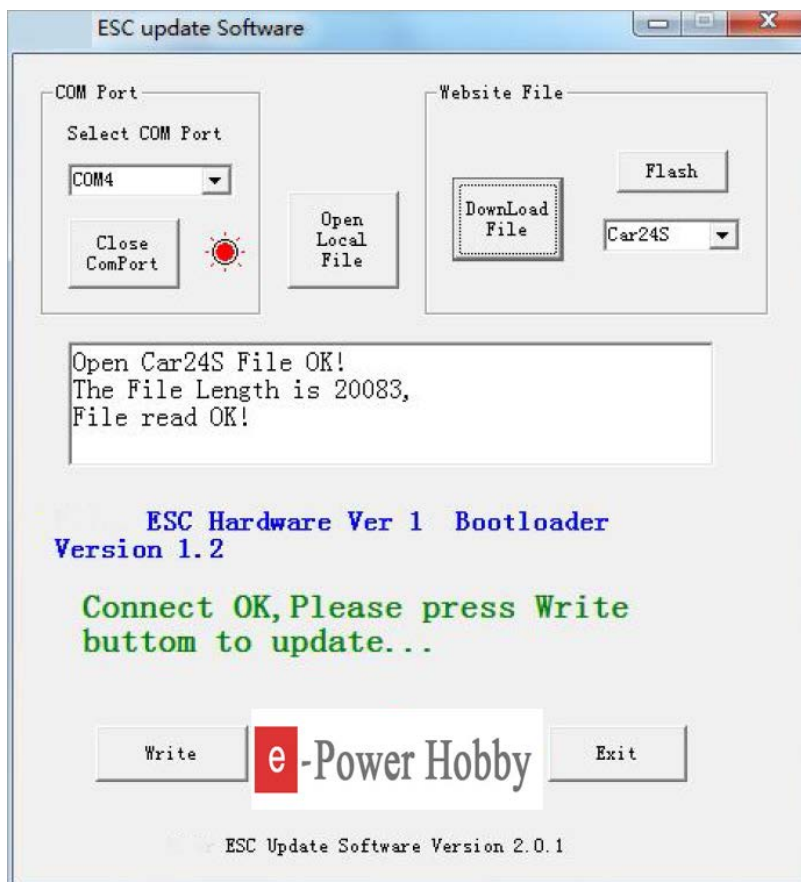 ESC update Software
COM Port
Select COM Port
COM4
Close
ComPort
Open
Local
File
Website File
DownLoad
File
Flash
Car24S
Open Car24S File OK!
The File Length is 20083,
File read OK!
ESC Hardware Ver 1 Bootloader
Version 1.2
Connect OK,Please press Write
buttom to update...
Write
e-Power Hobby
Exit
ESC Update Software Version 2.0.1